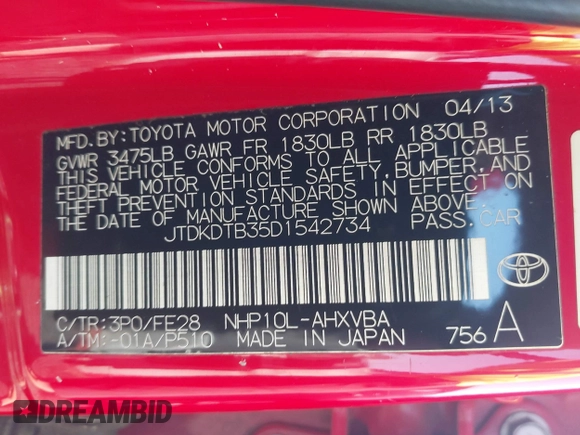 MFD.BY:TOYOTA MOTOR CORPORATION 04/13
GVWR 3475LB GAWR FR 1830LB RR 1830LB
THIS VEHICLE CONFORMS TO ALL APPLICABLE
FEDERAL MOTOR VEHICLE SAFETY,BUMPER,AND
THEFT PREVENTION STANDARDS IN EFFECT ON
THE DATE OF MANUFACTURE SHOWN ABOVE.
JTDKDTB35D1542734 PASS.CAR
C/TR:3P0/FE28 NHP10L-AHXVBA
A/TM:-01A/P510 MADE IN JAPAN 756 A
TOYOTA
DREAMBID